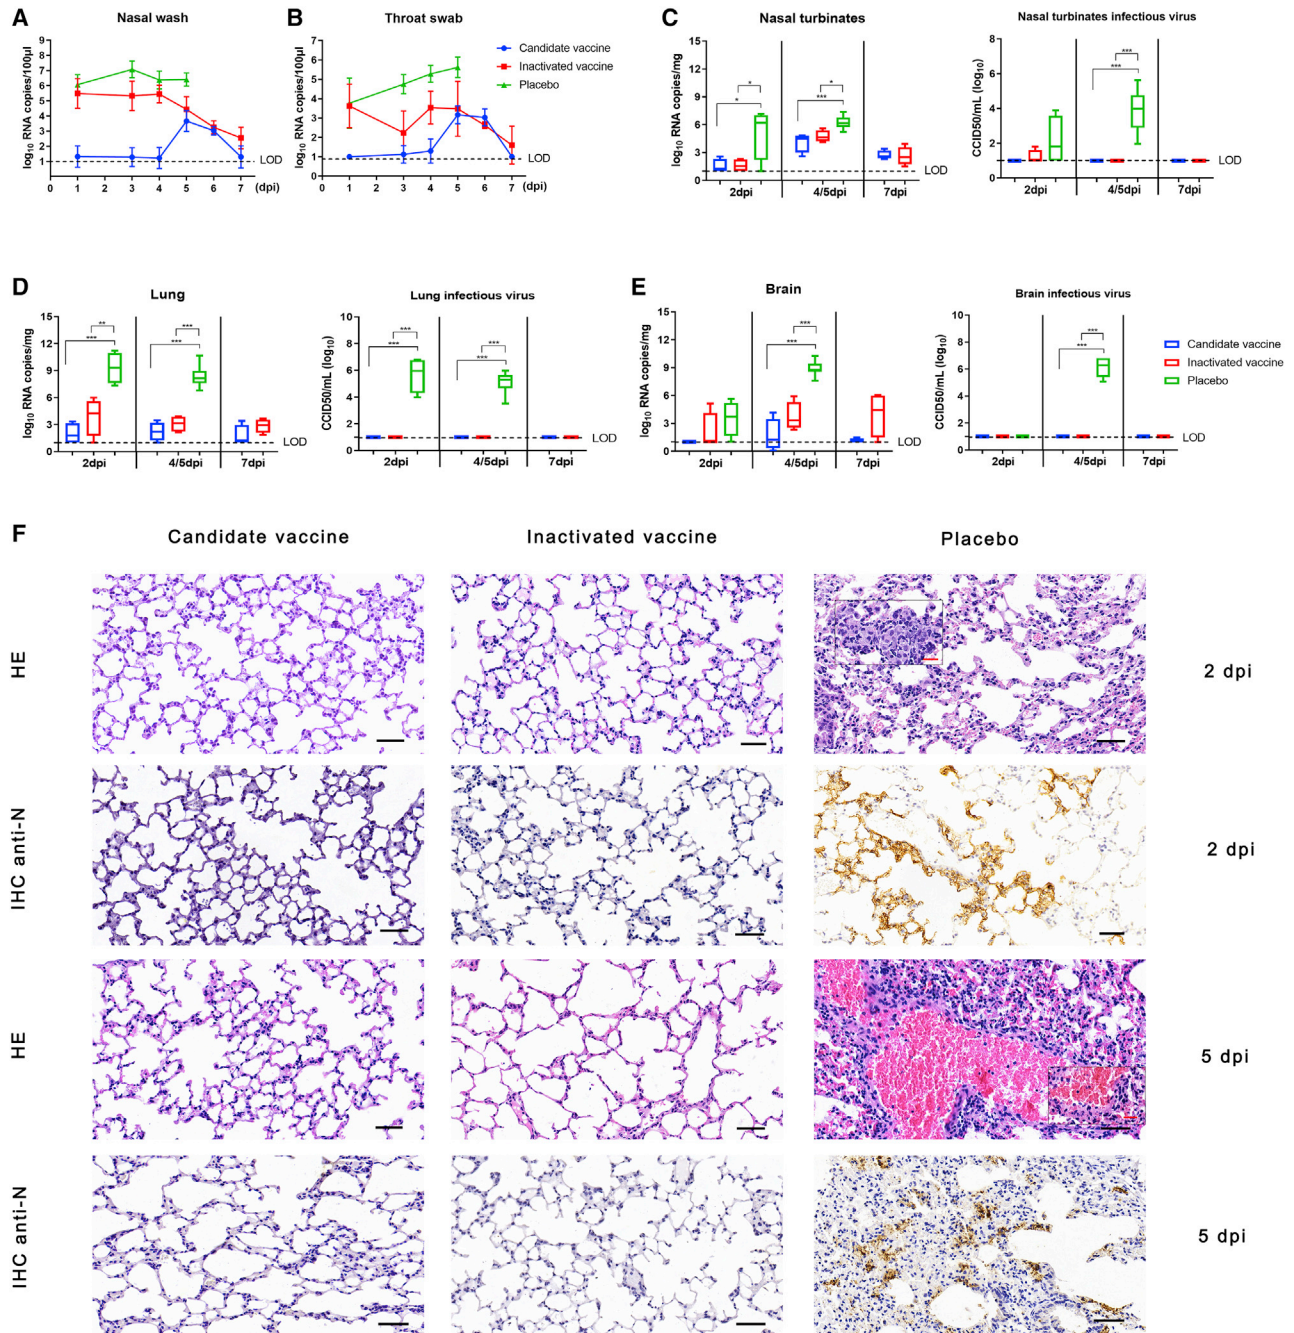 A
Nasal wash
log10 RNA copies/100μl
9
8
7
6
5
4
3
2
1
0
0 1 2 3 4 5 6 7 (dpi)
LOD
B
Throat swab
log10 RNA copies/100μl
7
6
5
4
3
2
1
0
0 1 2 3 4 5 6 7 (dpi)
LOD
Candidate vaccine
Inactivated vaccine
Placebo
C
Nasal turbinates
log10 RNA copies/mg
15
12
9
6
3
0
* * *** *
2dpi 4/5dpi 7dpi
LOD
Nasal turbinates infectious virus
CCID50/mL (log10)
8
6
4
2
0
*** ***
2dpi 4/5dpi 7dpi
LOD
D
Lung
log10 RNA copies/mg
15
12
9
6
3
0
** *** *** ***
2dpi 4/5dpi 7dpi
LOD
Lung infectious virus
CCID50/mL (log10)
10
8
6
4
2
0
*** *** *** ***
2dpi 4/5dpi 7dpi
LOD
E
Brain
log10 RNA copies/mg
15
12
9
6
3
0
*** ***
2dpi 4/5dpi 7dpi
LOD
Brain infectious virus
CCID50/mL (log10)
10
8
6
4
2
0
*** ***
2dpi 4/5dpi 7dpi
LOD
Candidate vaccine
Inactivated vaccine
Placebo
F
Candidate vaccine Inactivated vaccine Placebo
HE 2 dpi
IHC anti-N 2 dpi
HE 5 dpi
IHC anti-N 5 dpi